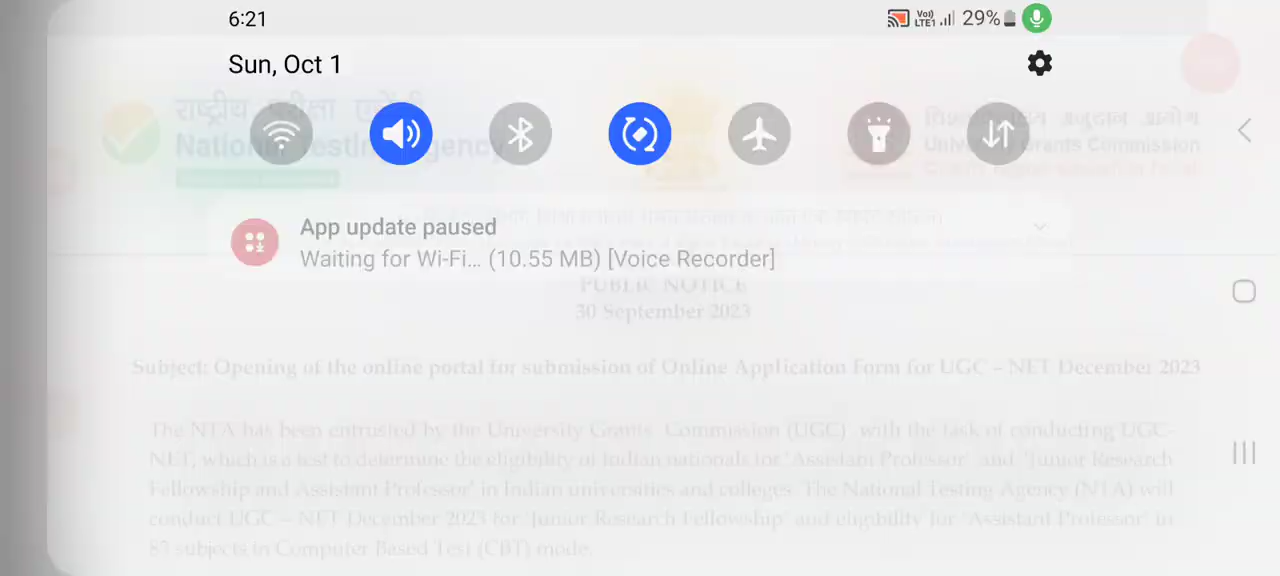 6:21
Vo)) LTE1 29%
Sun, Oct 1
राष्ट्रीय परीक्षा एजेंसी
National Testing Agency
अनुदान आयोग
University Grants Commission
App update paused
Waiting for Wi-Fi... (10.55 MB) [Voice Recorder]
PUBLIC NOTICE
30 September 2023
Subject: Opening of the online portal for submission of Online Application Form for UGC – NET December 2023
The NTA has been entrusted by the University Grants Commission (UGC) with the task of conducting UGC-
NET, which is a test to determine the eligibility of Indian nationals for 'Assistant Professor' and 'Junior Research
Fellowship and Assistant Professor' in Indian universities and colleges. The National Testing Agency (NTA) will
conduct UGC – NET December 2023 for 'Junior Research Fellowship' and eligibility for 'Assistant Professor' in
83 subjects in Computer Based Test (CBT) mode.